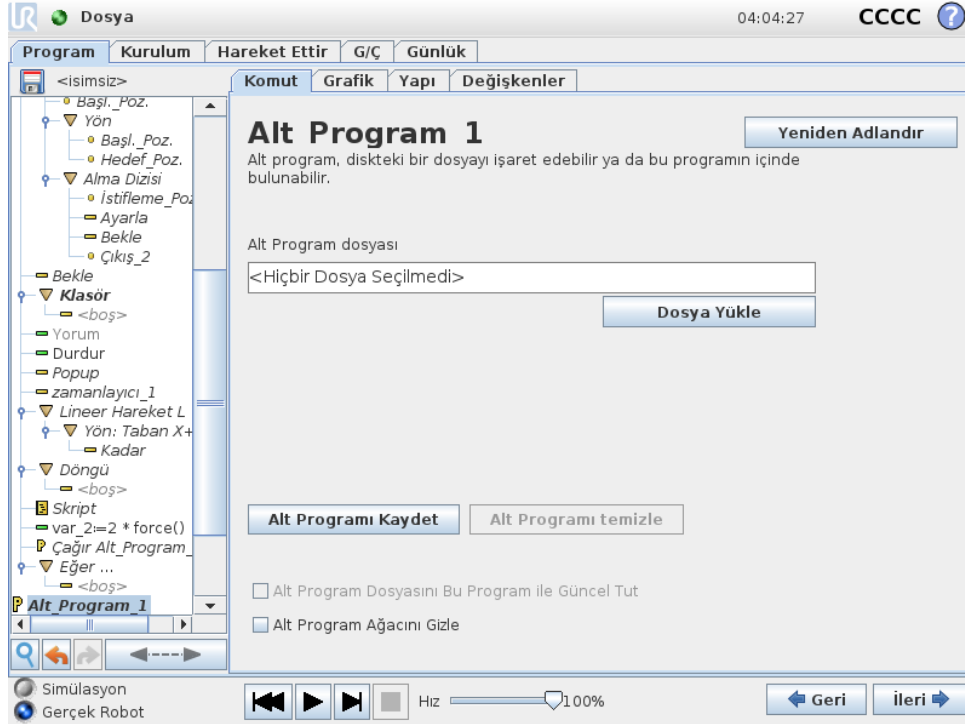 UR Dosya 04:04:27 CCCC ?
Program Kurulum Hareket Ettir G/Ç Günlük
<isimsiz>
Komut Grafik Yapı Değişkenler
Başl._Poz.
Yön
Başl._Poz.
Hedef_Poz.
Alma Dizisi
İstifleme_Poz
Ayarla
Bekle
Çıkış_2
Bekle
Klasör
<boş>
Yorum
Durdur
Popup
zamanlayıcı_1
Lineer Hareket L
Yön: Taban X+
Kadar
Döngü
<boş>
Skript
var_2≔2 * force()
P Çağır Alt_Program_
Eğer ...
<boş>
P Alt_Program_1
Alt Program 1
Yeniden Adlandır
Alt program, diskteki bir dosyayı işaret edebilir ya da bu programın içinde
bulunabilir.
Alt Program dosyası
<Hiçbir Dosya Seçilmedi>
Dosya Yükle
Alt Programı Kaydet Alt Programı temizle
Alt Program Dosyasını Bu Program ile Güncel Tut
Alt Program Ağacını Gizle
Simülasyon
Gerçek Robot
Hız 100%
Geri İleri